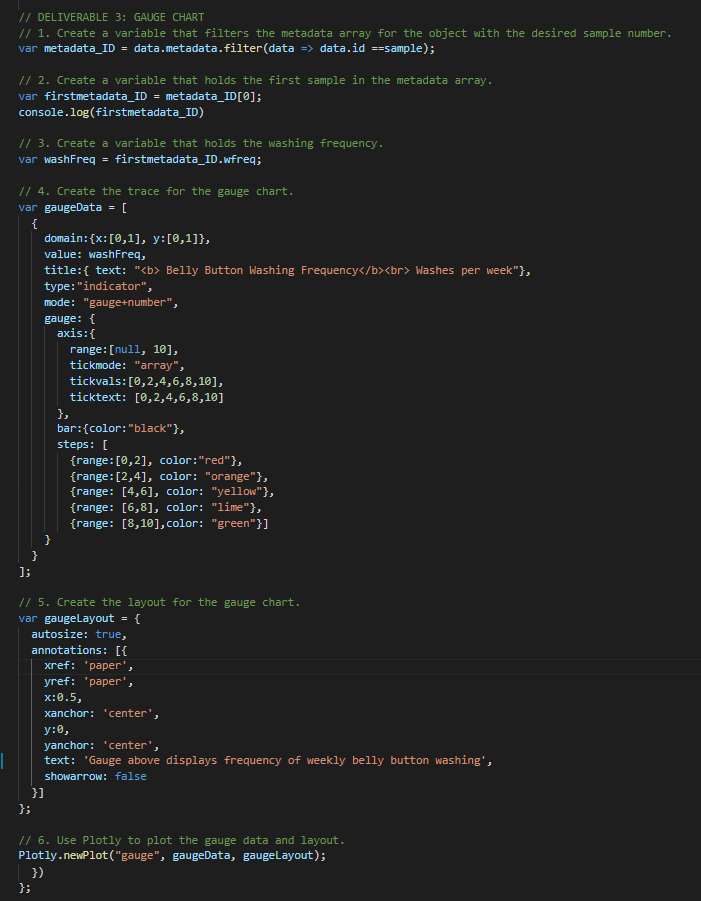 // DELIVERABLE 3: GAUGE CHART
// 1. Create a variable that filters the metadata array for the object with the desired sample number.
var metadata_ID = data.metadata.filter(data => data.id ==sample);
// 2. Create a variable that holds the first sample in the metadata array.
var firstmetadata_ID = metadata_ID[0];
console.log(firstmetadata_ID)
// 3. Create a variable that holds the washing frequency.
var washFreq = firstmetadata_ID.wfreq;
// 4. Create the trace for the gauge chart.
var gaugeData = [
{
domain:{x:[0,1], y:[0,1]},
value: washFreq,
title:{ text: "<b> Belly Button Washing Frequency</b><br> Washes per week"},
type:"indicator",
mode: "gauge+number",
gauge: {
axis:{
range:[null, 10],
tickmode: "array",
tickvals:[0,2,4,6,8,10],
ticktext: [0,2,4,6,8,10]
},
bar:{color:"black"},
steps: [
{range:[0,2], color:"red"},
{range:[2,4], color: "orange"},
{range: [4,6], color: "yellow"},
{range: [6,8], color: "lime"},
{range: [8,10],color: "green"}]
}
}
];
// 5. Create the layout for the gauge chart.
var gaugeLayout = {
autosize: true,
annotations: [{
xref: 'paper',
yref: 'paper',
x:0.5,
xanchor: 'center',
y:0,
yanchor: 'center',
text: 'Gauge above displays frequency of weekly belly button washing',
showarrow: false
}]
};
// 6. Use Plotly to plot the gauge data and layout.
Plotly.newPlot("gauge", gaugeData, gaugeLayout);
})
};